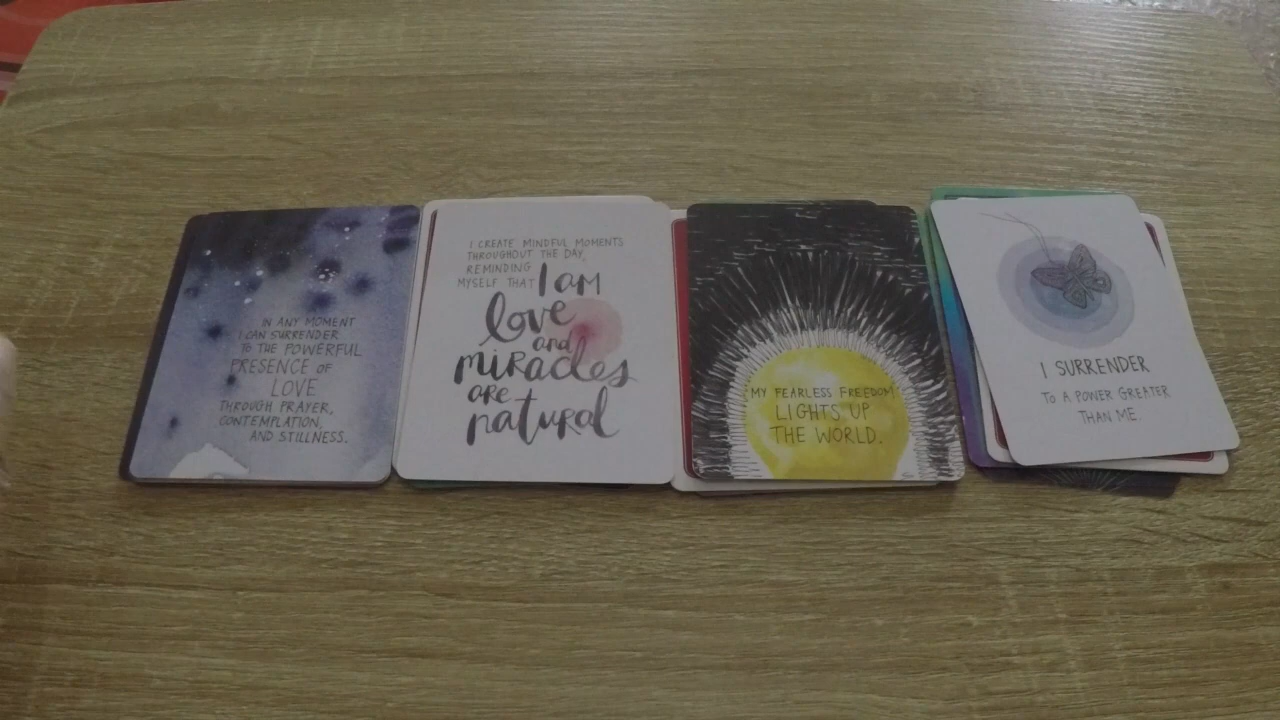 IN ANY MOMENT
I CAN SURRENDER
TO THE POWERFUL
PRESENCE OF
LOVE
THROUGH PRAYER,
CONTEMPLATION,
AND STILLNESS.
I CREATE MINDFUL MOMENTS
THROUGHOUT THE DAY,
REMINDING
MYSELF THAT I am
love
and
miracles
are
natural
MY FEARLESS FREEDOM
LIGHTS UP
THE WORLD.
I SURRENDER
TO A POWER GREATER
THAN ME.